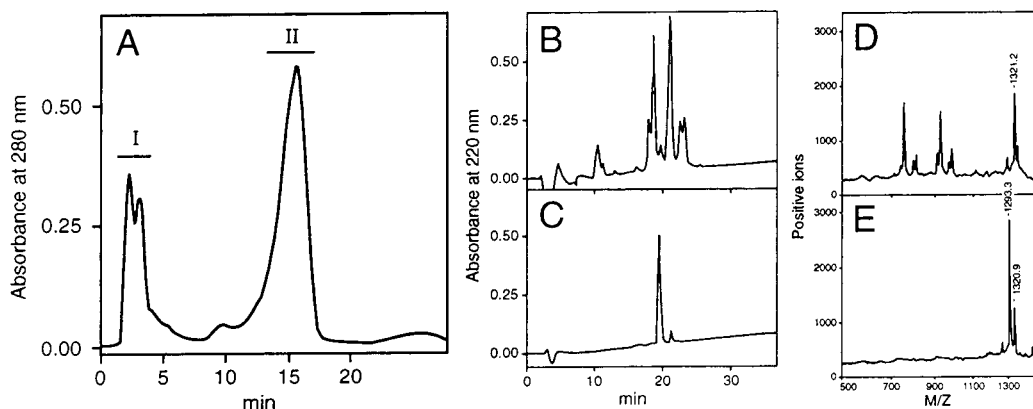 A
I
II
Absorbance at 280 nm
0.50
0.25
0.00
0
5
10
15
20
min
B
C
Absorbance at 220 nm
0.50
0.25
0.00
0.50
0.25
0.00
0
10
20
30
min
D
E
Positive ions
3000
2000
1000
0
3000
2000
1000
0
-1321.2
-1293.3
-1320.9
500
700
900
1100
1300
M/Z